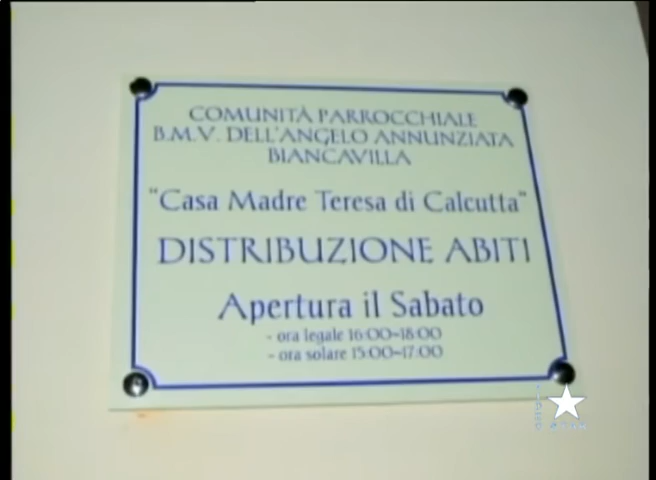 COMUNITÀ PARROCCHIALE
B.M.V. DELL'ANGELO ANNUNZIATA
BIANCAVILLA
"Casa Madre Teresa di Calcutta"
DISTRIBUZIONE ABITI
Apertura il Sabato
- ora legale 16:00-18:00
- ora solare 15:00-17:00